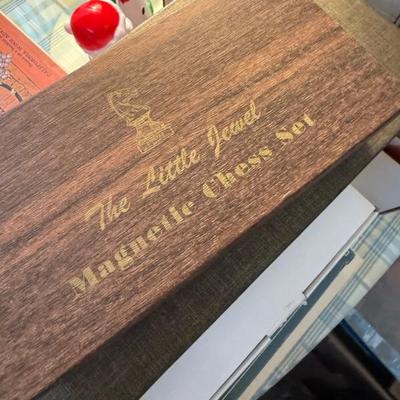 The Little Jewel
Magnetic Chess Set